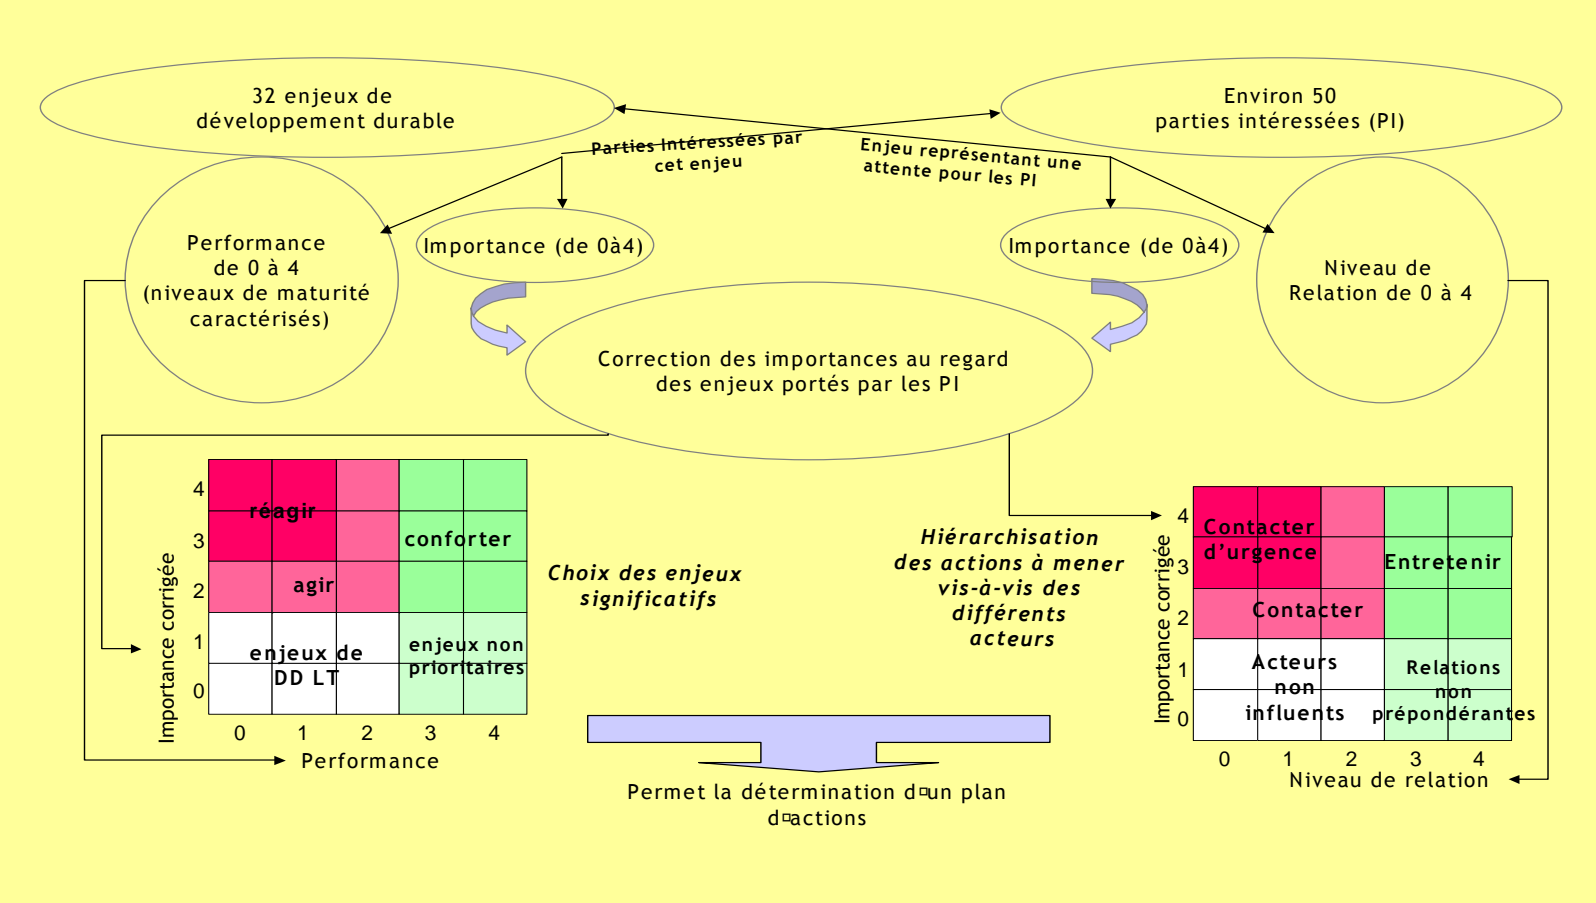 32 enjeux de
développement durable
Environ 50
parties intéressées (PI)
Parties Intéressées par
cet enjeu
Enjeu représentant une
attente pour les PI
Performance
de 0 à 4
(niveaux de maturité
caractérisés)
Importance (de 0à4)
Importance (de 0à4)
Niveau de
Relation de 0 à 4
Correction des importances au regard
des enjeux portés par les PI
Importance corrigée
4
3
2
1
0
réagir
conforter
agir
enjeux de
DD LT
enjeux non
prioritaires
0 1 2 3 4
Performance
Choix des enjeux
significatifs
Hiérarchisation
des actions à mener
vis-à-vis des
différents
acteurs
Importance corrigée
4
3
2
1
0
Contacter
d’urgence
Entretenir
Contacter
Acteurs
non
influents
Relations
non
prépondérantes
0 1 2 3 4
Niveau de relation
Permet la détermination d□un plan
d□actions